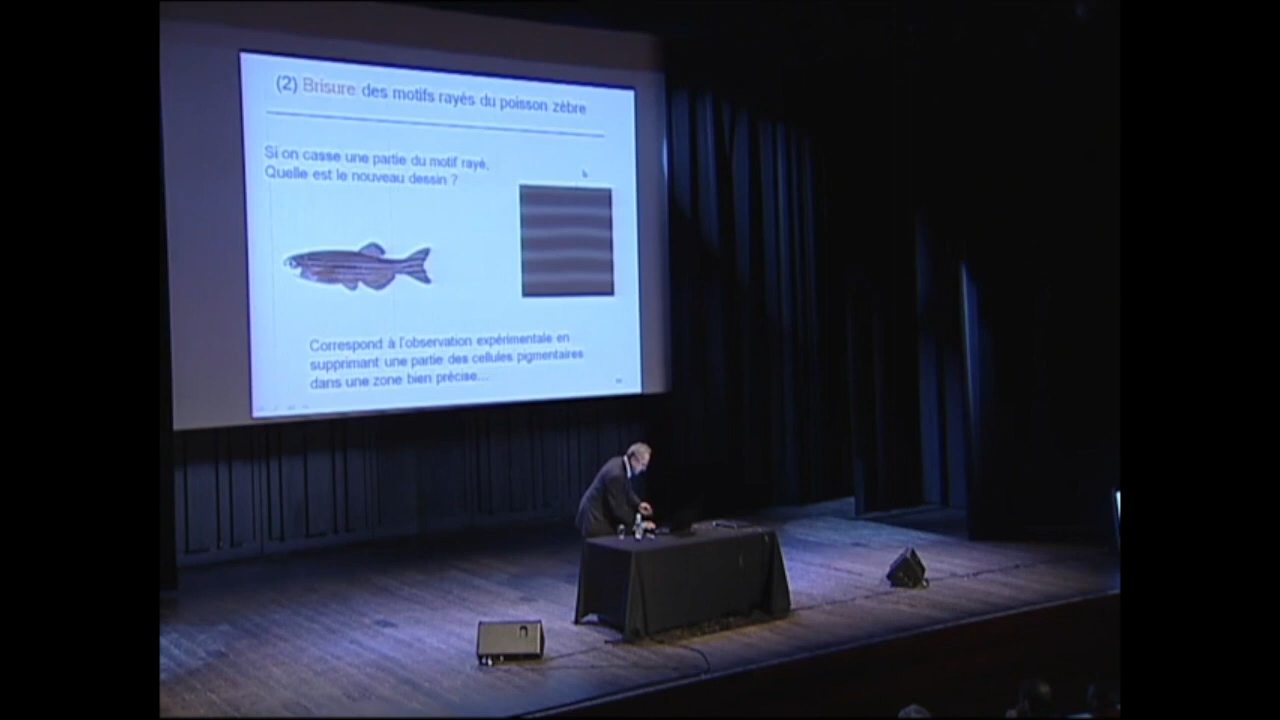 (2) Brisure des motifs rayés du poisson zèbre
Si on casse une partie du motif rayé,
Quelle est le nouveau dessin ?
Correspond à l'observation expérimentale en
supprimant une partie des cellules pigmentaires
dans une zone bien précise...